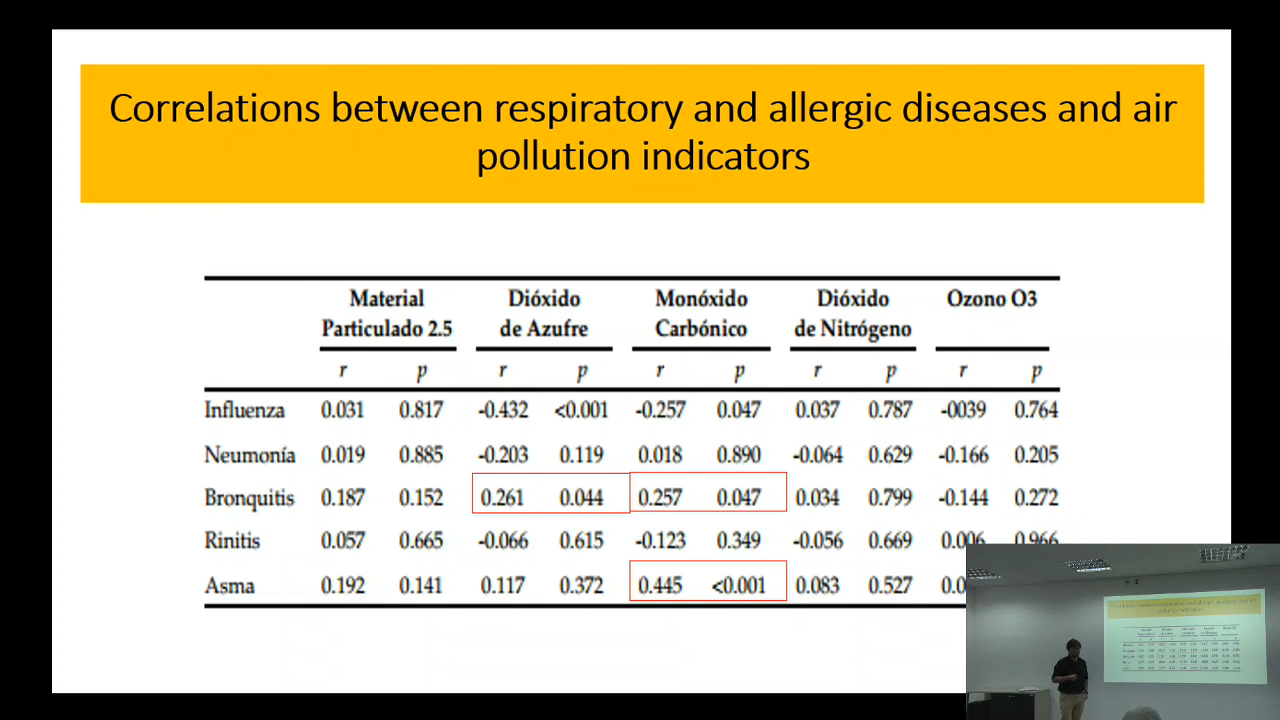 Correlations between respiratory and allergic diseases and air
pollution indicators
Material Dióxido Monóxido Dióxido Ozono O3
Particulado 2.5 de Azufre Carbónico de Nitrógeno
r p r p r p r p r p
Influenza 0.031 0.817 -0.432 <0.001 -0.257 0.047 0.037 0.787 -0039 0.764
Neumonía 0.019 0.885 -0.203 0.119 0.018 0.890 -0.064 0.629 -0.166 0.205
Bronquitis 0.187 0.152 0.261 0.044 0.257 0.047 0.034 0.799 -0.144 0.272
Rinitis 0.057 0.665 -0.066 0.615 -0.123 0.349 -0.056 0.669 0.006 0.966
Asma 0.192 0.141 0.117 0.372 0.445 <0.001 0.083 0.527